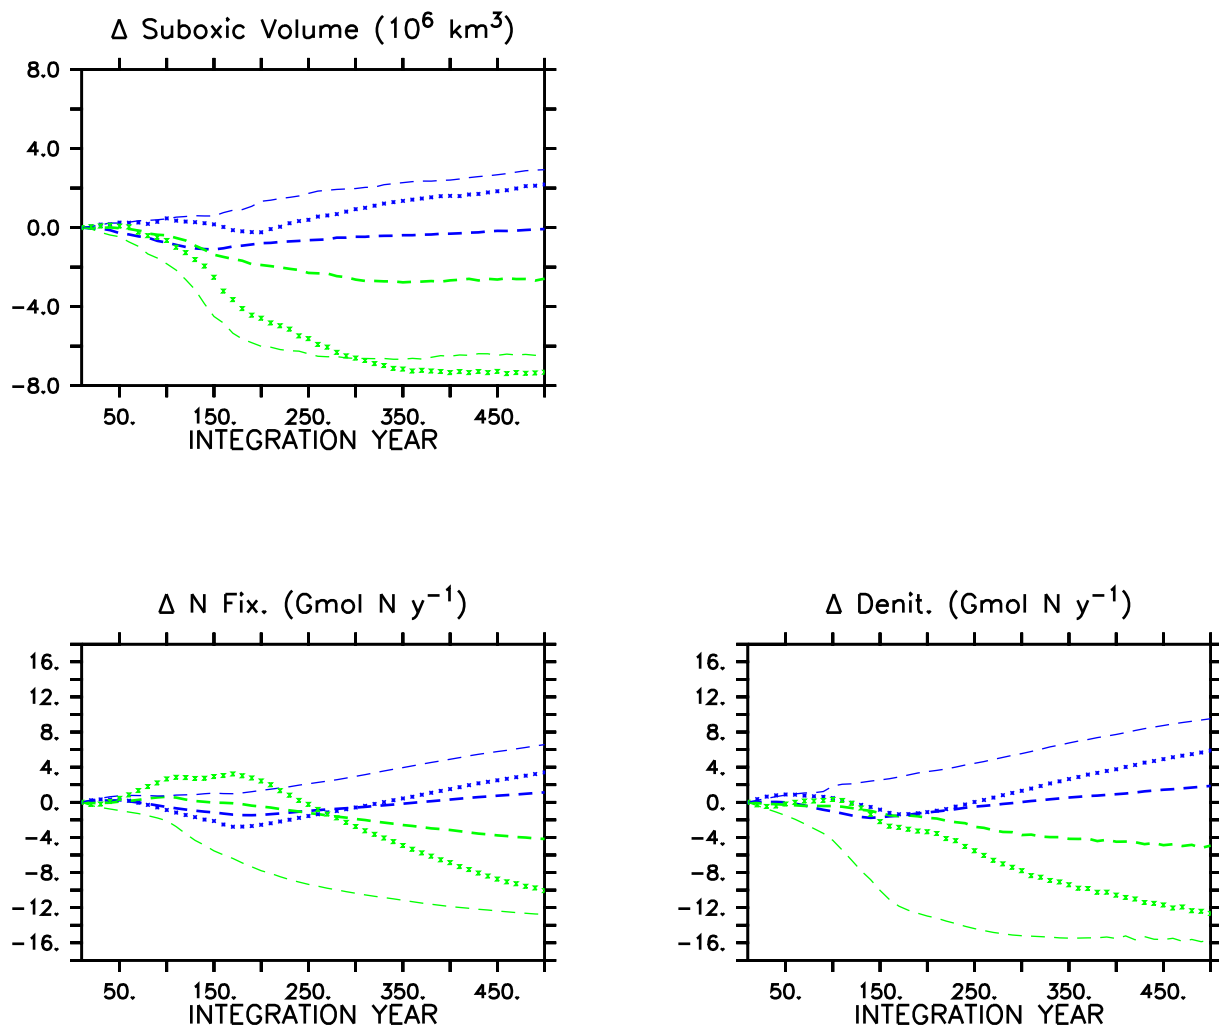 Δ Suboxic Volume (10⁶ km³)
8.0
4.0
0.0
−4.0
−8.0
50. 150. 250. 350. 450.
INTEGRATION YEAR
Δ N Fix. (Gmol N y⁻¹)
16.
12.
8.
4.
0.
−4.
−8.
−12.
−16.
50. 150. 250. 350. 450.
INTEGRATION YEAR
Δ Denit. (Gmol N y⁻¹)
16.
12.
8.
4.
0.
−4.
−8.
−12.
−16.
50. 150. 250. 350. 450.
INTEGRATION YEAR